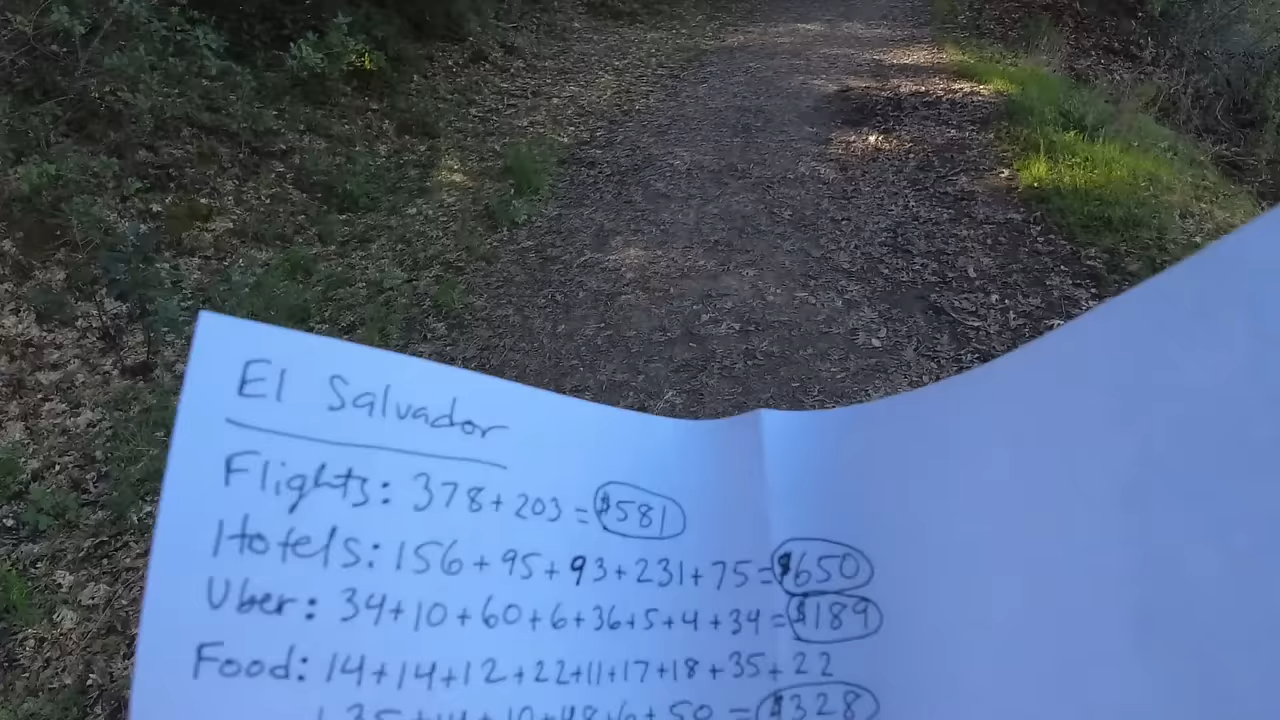 El Salvador
Flights: 378+203=$581
Hotels: 156+95+93+231+75=$650
Uber: 34+10+60+6+36+5+4+34=$189
Food: 14+14+12+22+11+17+18+35+22
+50 =$328